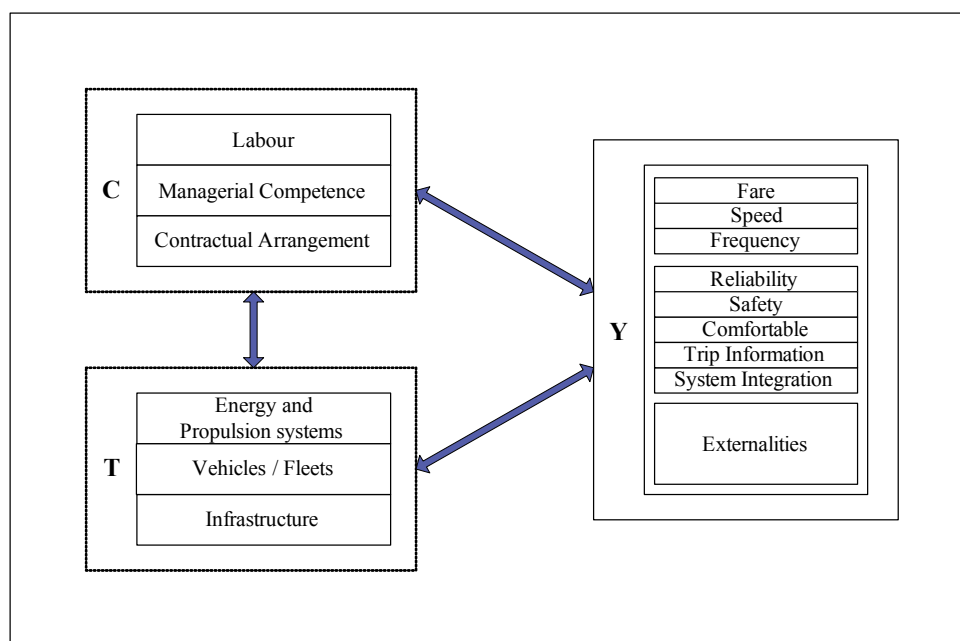 C
Labour
Managerial Competence
Contractual Arrangement
T
Energy and
Propulsion systems
Vehicles / Fleets
Infrastructure
Y
Fare
Speed
Frequency
Reliability
Safety
Comfortable
Trip Information
System Integration
Externalities